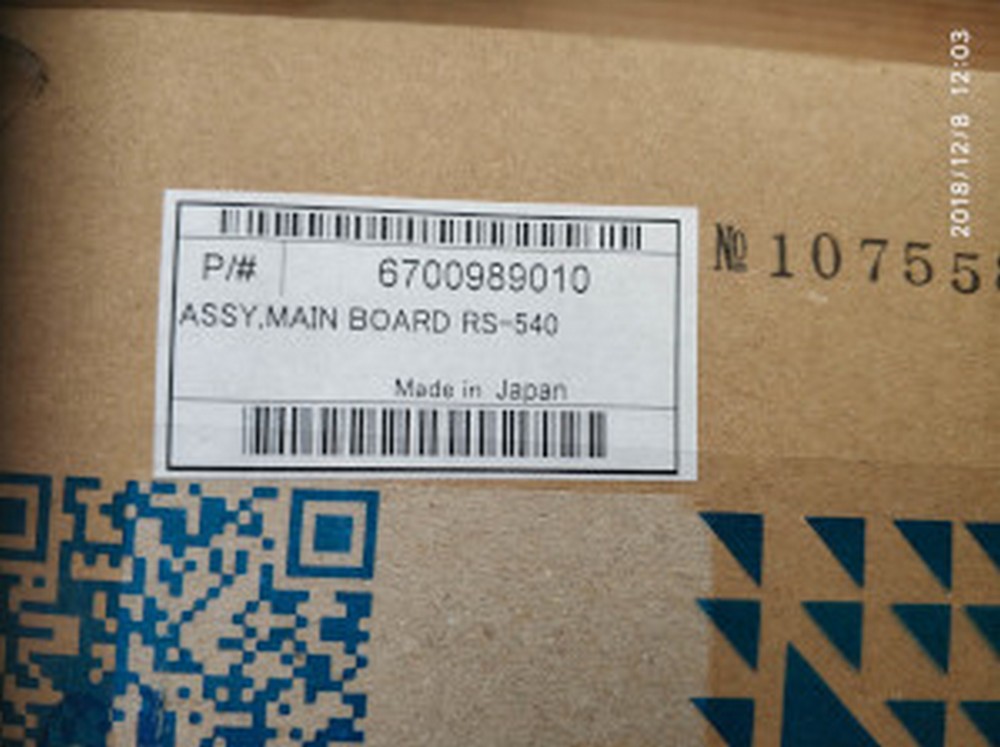 P/# 6700989010
ASSY,MAIN BOARD RS-540
Made in Japan
№ 10755
2018/12/8 12:03